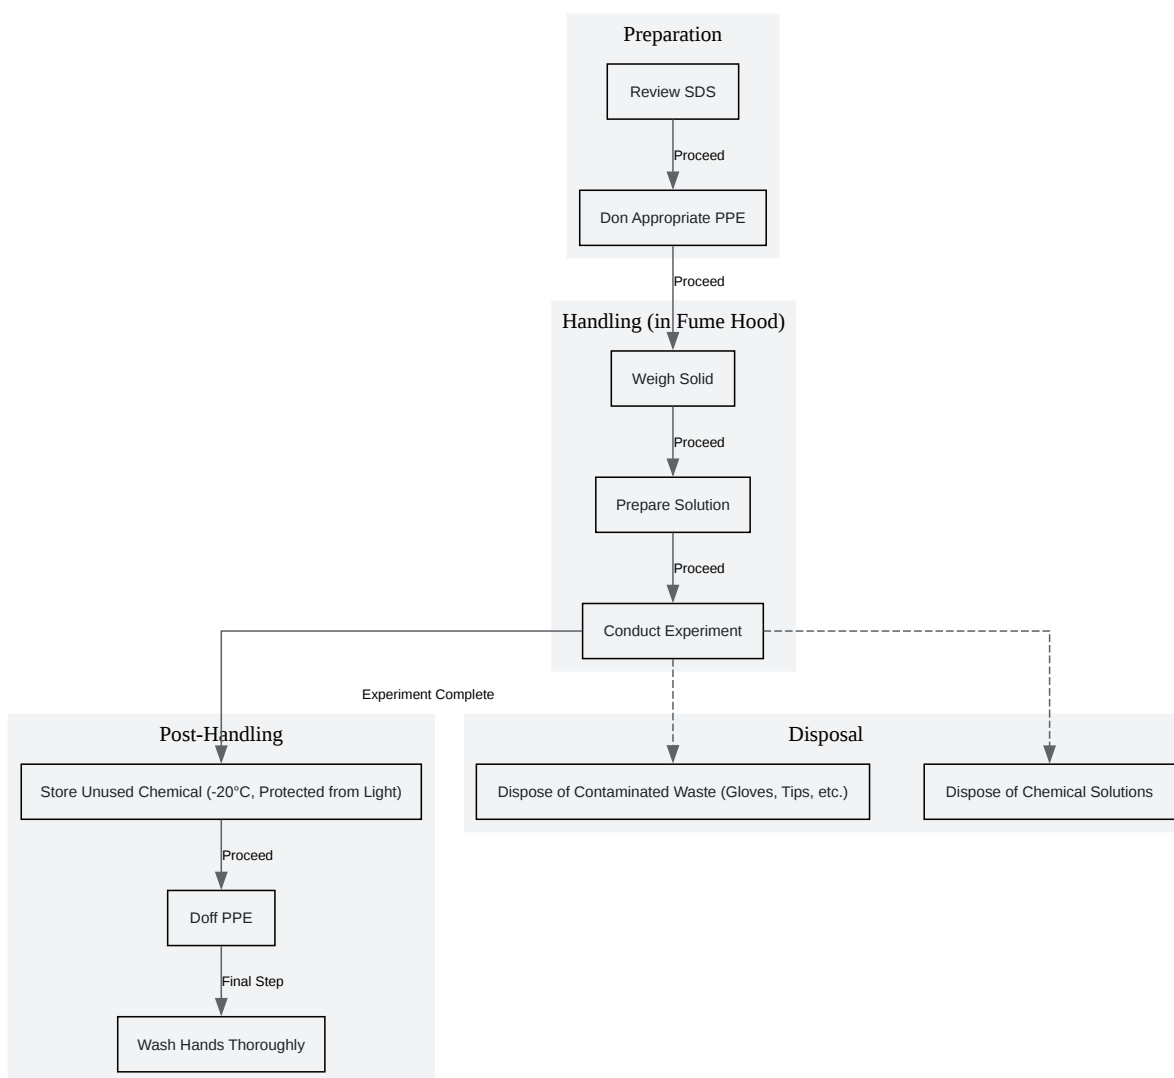 Preparation
Review SDS
Proceed
Don Appropriate PPE
Proceed
Handling (in Fume Hood)
Weigh Solid
Proceed
Prepare Solution
Proceed
Conduct Experiment
Experiment Complete
Post-Handling
Disposal
Store Unused Chemical (-20°C, Protected from Light)
Dispose of Contaminated Waste (Gloves, Tips, etc.)
Dispose of Chemical Solutions
Proceed
Doff PPE
Final Step
Wash Hands Thoroughly